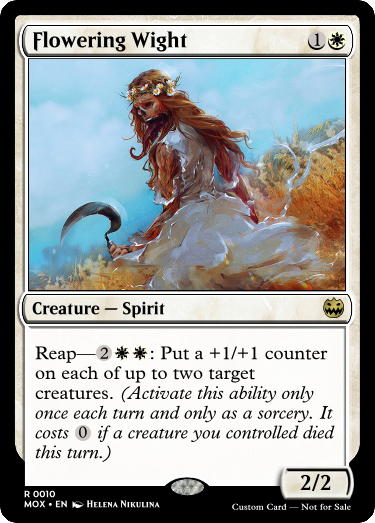 Flowering Wight 1
Creature — Spirit
Reap—2: Put a +1/+1 counter
on each of up to two target
creatures. (Activate this ability only
once each turn and only as a sorcery. It
costs 0 if a creature you controlled died
this turn.)
2/2
R 0010
MOX • EN Helena Nikulina
Custom Card — Not for Sale